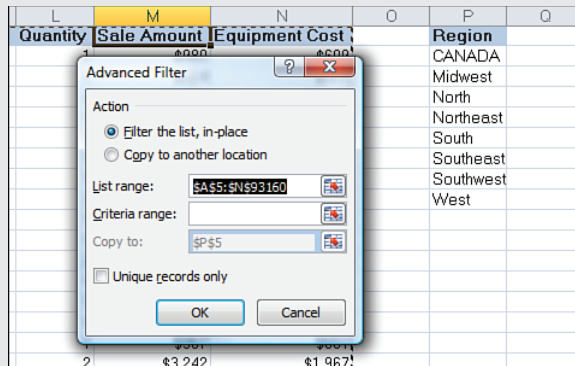 L M N O P Q
Quantity Sale Amount Equipment Cost Region
CANADA
Midwest
North
Northeast
South
Southeast
Southwest
West
Advanced Filter
Action
Filter the list, in-place
Copy to another location
List range: $A$5:$N$93160
Criteria range:
Copy to: $P$5
Unique records only
OK Cancel
2 $3,242 $1,967